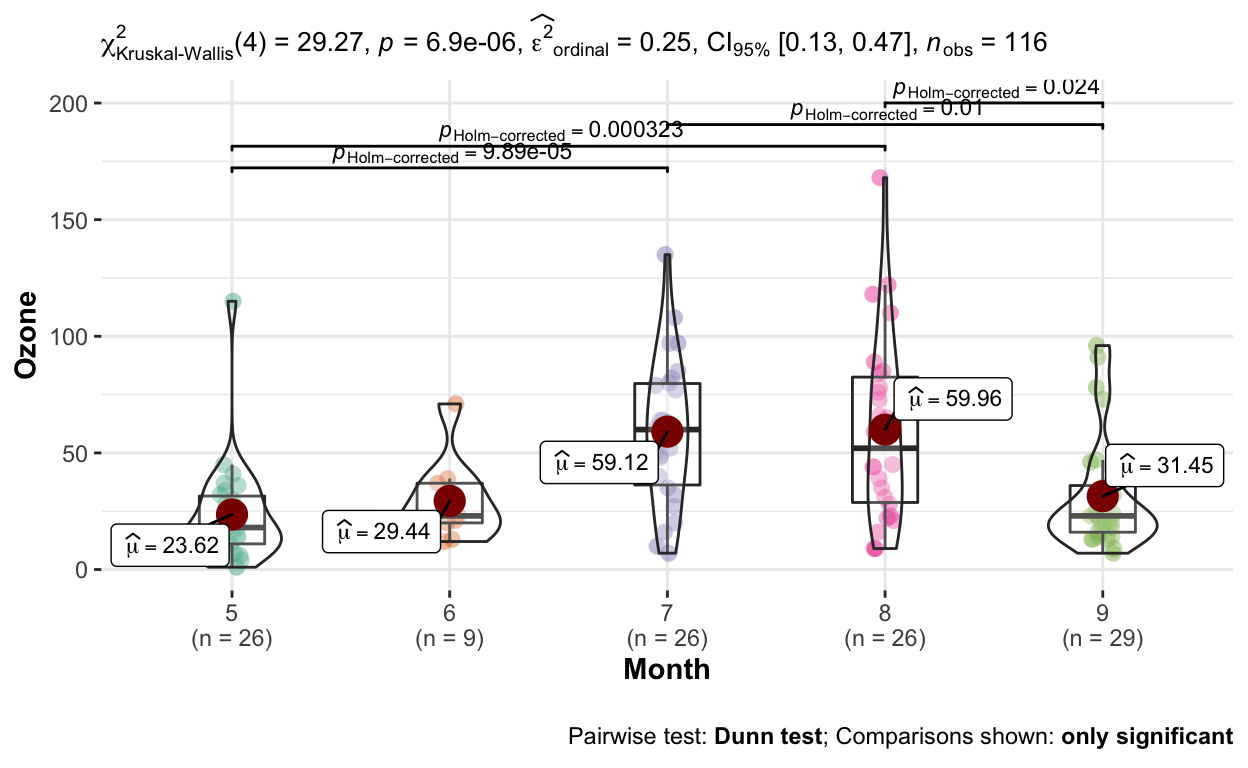 χ²Kruskal-Wallis(4) = 29.27, p = 6.9e-06, ε̂²ordinal = 0.25, CI95% [0.13, 0.47], nobs = 116
pHolm−corrected = 0.024
pHolm−corrected = 0.01
pHolm−corrected = 0.000323
pHolm−corrected = 9.89e-05
200
150
100
50
0
Ozone
μ̂ = 23.62
μ̂ = 29.44
μ̂ = 59.12
μ̂ = 59.96
μ̂ = 31.45
5 6 7 8 9
(n = 26) (n = 9) (n = 26) (n = 26) (n = 29)
Month
Pairwise test: Dunn test; Comparisons shown: only significant